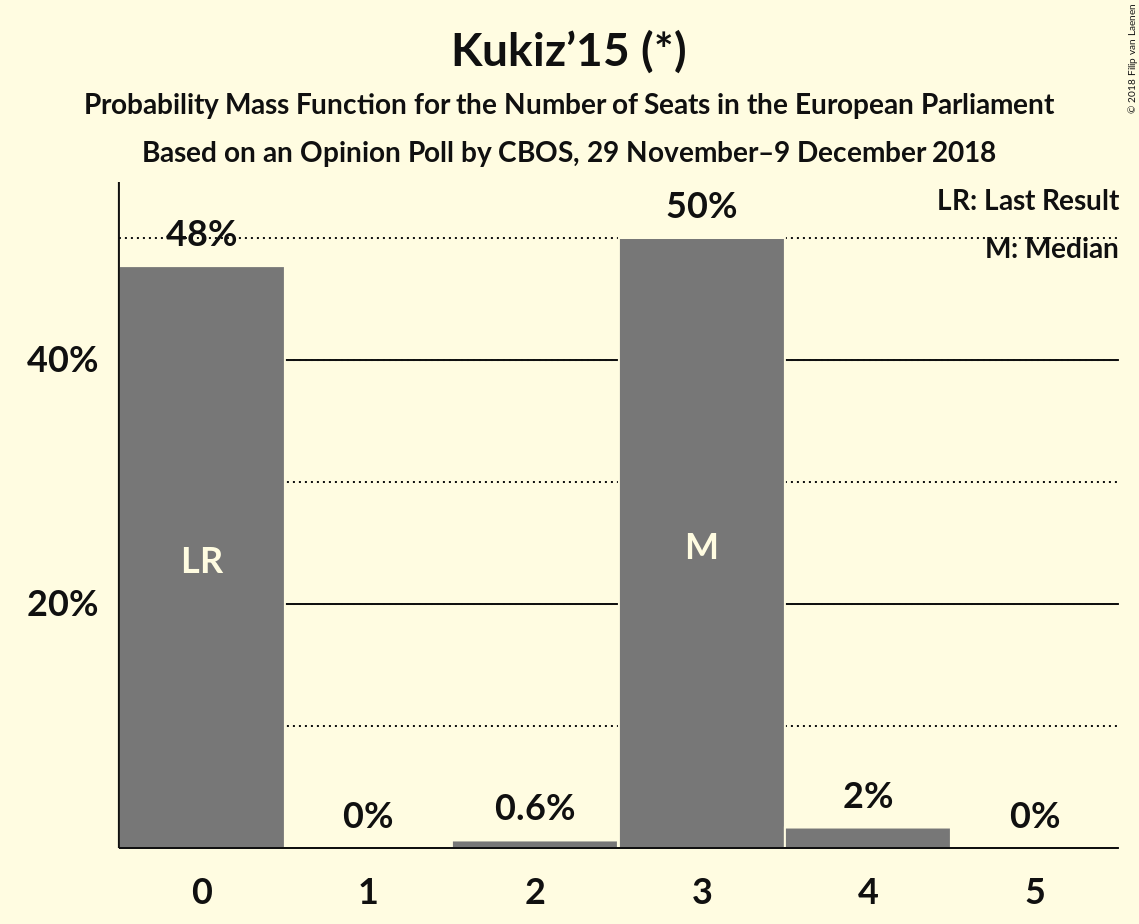 Kukiz’15 (*)
Probability Mass Function for the Number of Seats in the European Parliament
Based on an Opinion Poll by CBOS, 29 November–9 December 2018
© 2018 Filip van Laenen
LR: Last Result
M: Median
48%
50%
40%
20%
LR
M
0%
0.6%
2%
0%
0
1
2
3
4
5